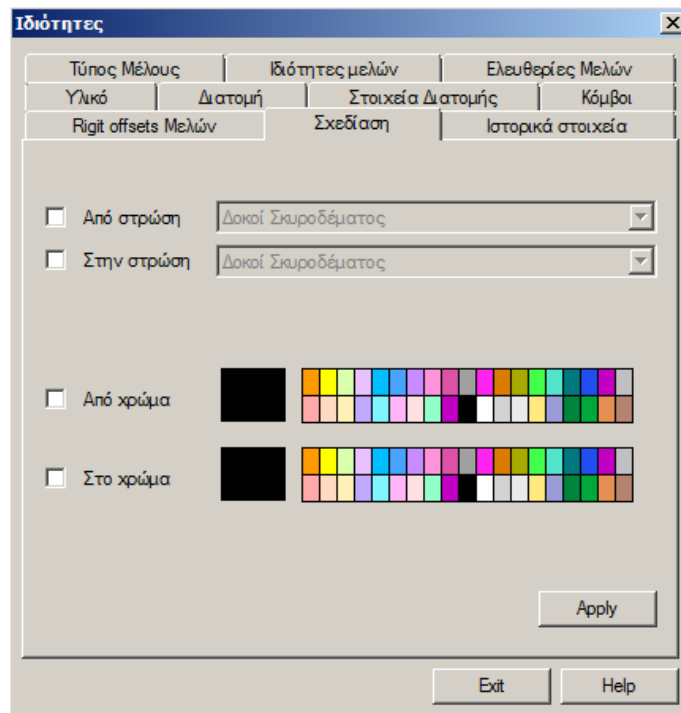 Ιδιότητες
Τύπος Μέλους Ιδιότητες μελών Ελευθερίες Μελών
Υλικό Διατομή Στοιχεία Διατομής Κόμβοι
Rigit offsets Μελών Σχεδίαση Ιστορικά στοιχεία
Από στρώση Δοκοί Σκυροδέματος
Στην στρώση Δοκοί Σκυροδέματος
Από χρώμα
Στο χρώμα
Apply
Exit Help